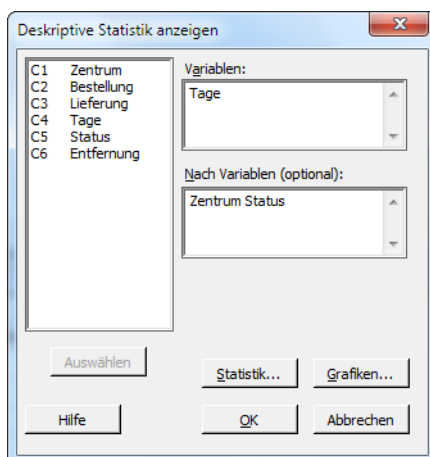 Deskriptive Statistik anzeigen
C1 Zentrum
C2 Bestellung
C3 Lieferung
C4 Tage
C5 Status
C6 Entfernung
Variablen:
Tage
Nach Variablen (optional):
Zentrum Status
Auswählen
Statistik...
Grafiken...
Hilfe
OK
Abbrechen